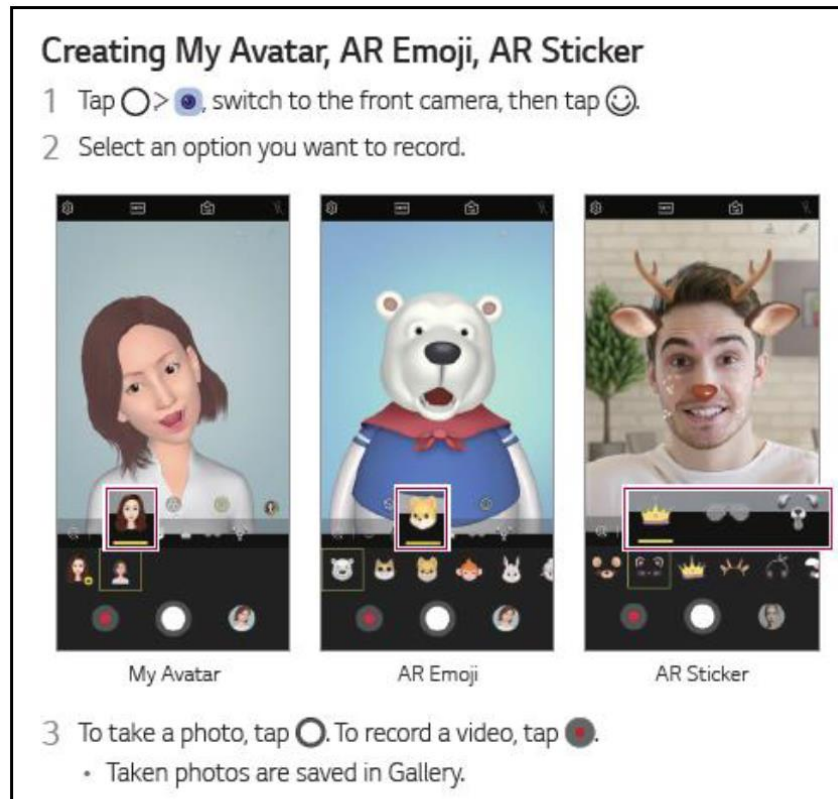 Creating My Avatar, AR Emoji, AR Sticker
1 Tap > , switch to the front camera, then tap .
2 Select an option you want to record.
My Avatar
AR Emoji
AR Sticker
3 To take a photo, tap . To record a video, tap .
• Taken photos are saved in Gallery.